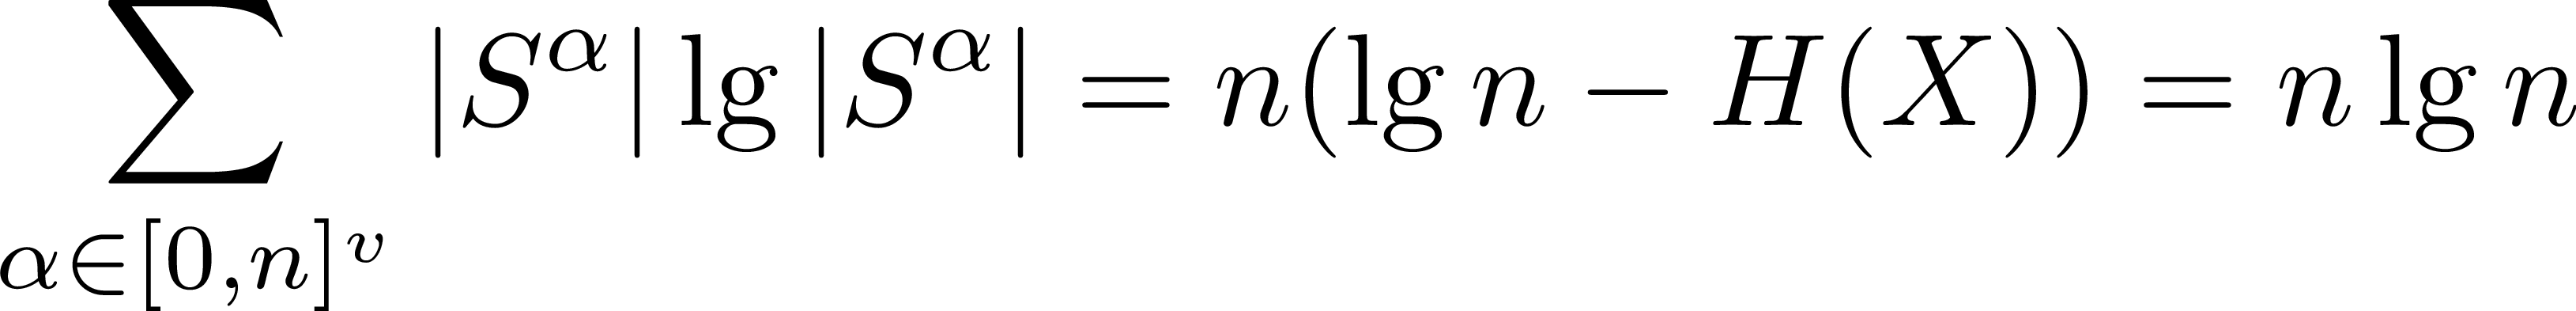 \sum_{\alpha \in [0,n]^v} |S^\alpha| \lg |S^\alpha| = n(\lg n - H(X)) = n \lg n